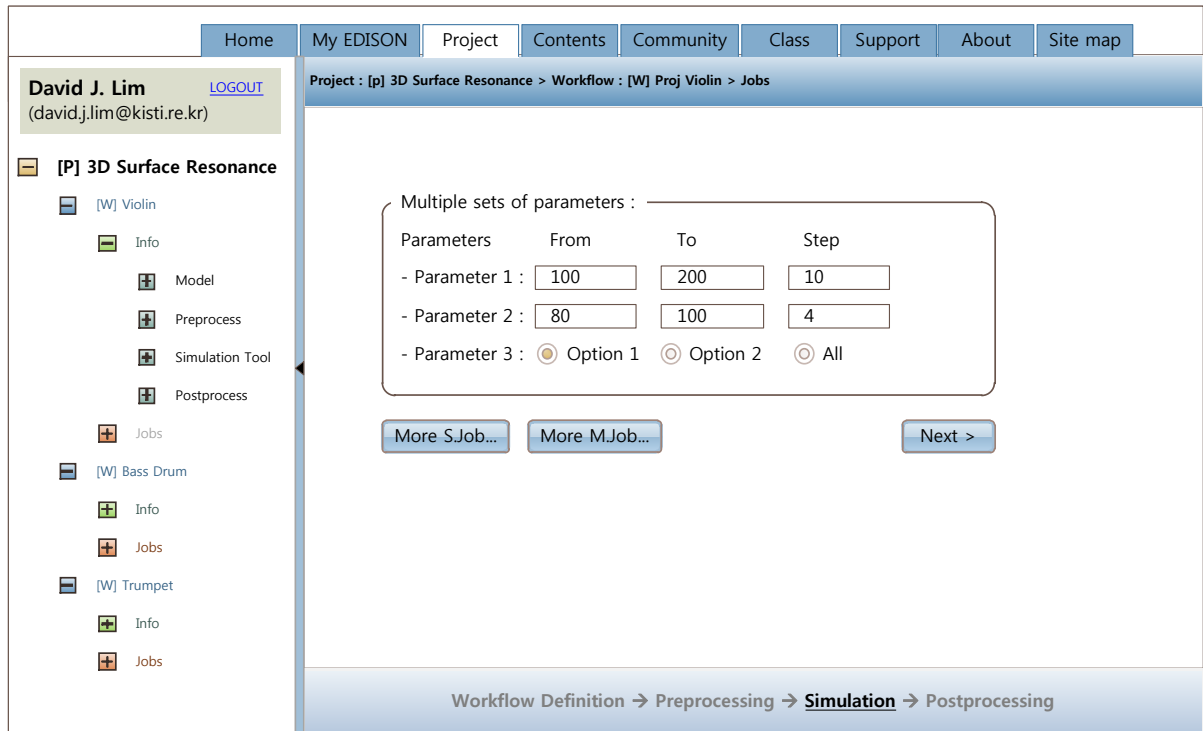 Home My EDISON Project Contents Community Class Support About Site map
David J. Lim LOGOUT
(david.j.lim@kisti.re.kr)
Project : [p] 3D Surface Resonance > Workflow : [W] Proj Violin > Jobs
[P] 3D Surface Resonance
[W] Violin
Info
Model
Preprocess
Simulation Tool
Postprocess
Jobs
[W] Bass Drum
Info
Jobs
[W] Trumpet
Info
Jobs
Multiple sets of parameters :
Parameters From To Step
- Parameter 1 : 100 200 10
- Parameter 2 : 80 100 4
- Parameter 3 : Option 1 Option 2 All
More S.Job... More M.Job... Next >
Workflow Definition → Preprocessing → Simulation → Postprocessing